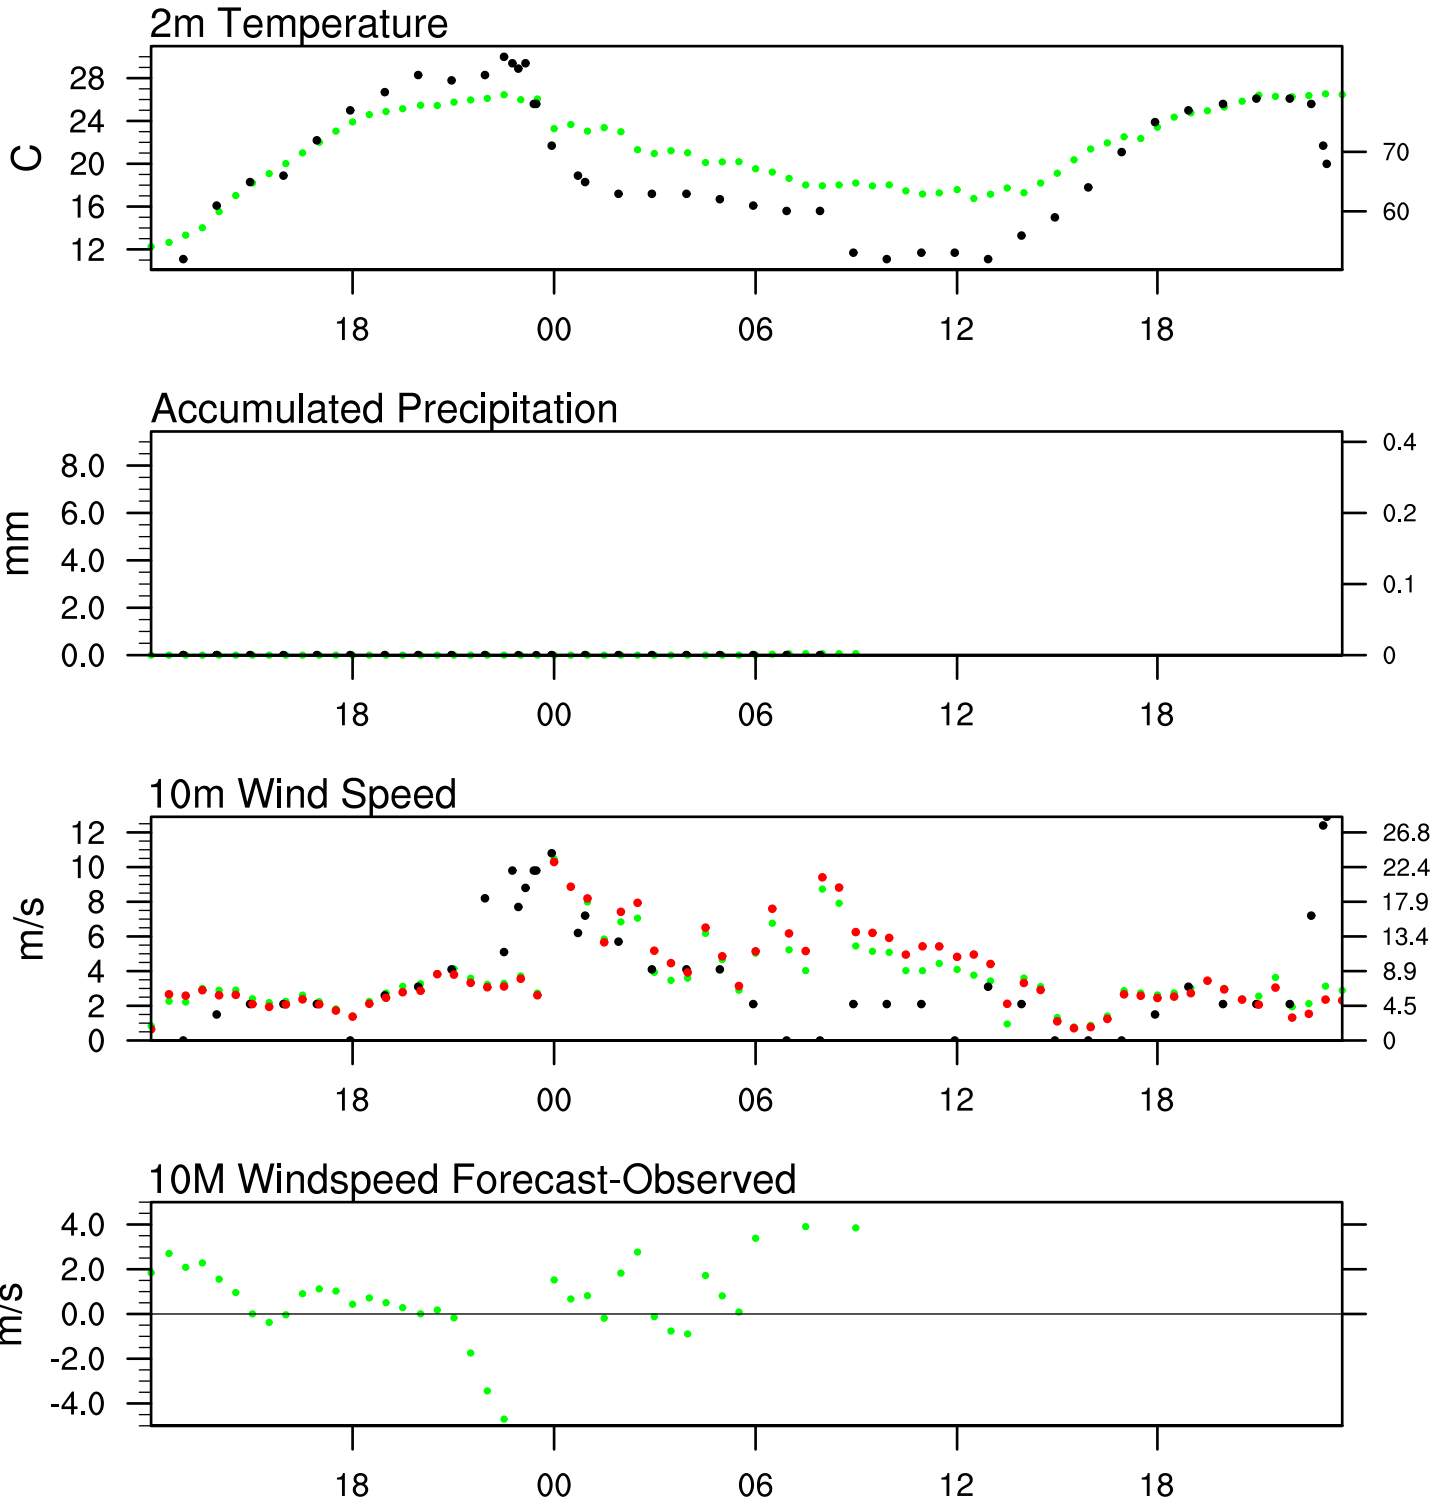 2m Temperature
28
24
20
16
12
C
70
60
18 00 06 12 18
Accumulated Precipitation
8.0
6.0
4.0
2.0
0.0
mm
0.4
0.2
0.1
0
18 00 06 12 18
10m Wind Speed
12
10
8
6
4
2
0
m/s
26.8
22.4
17.9
13.4
8.9
4.5
0
18 00 06 12 18
10M Windspeed Forecast-Observed
4.0
2.0
0.0
-2.0
-4.0
m/s
18 00 06 12 18